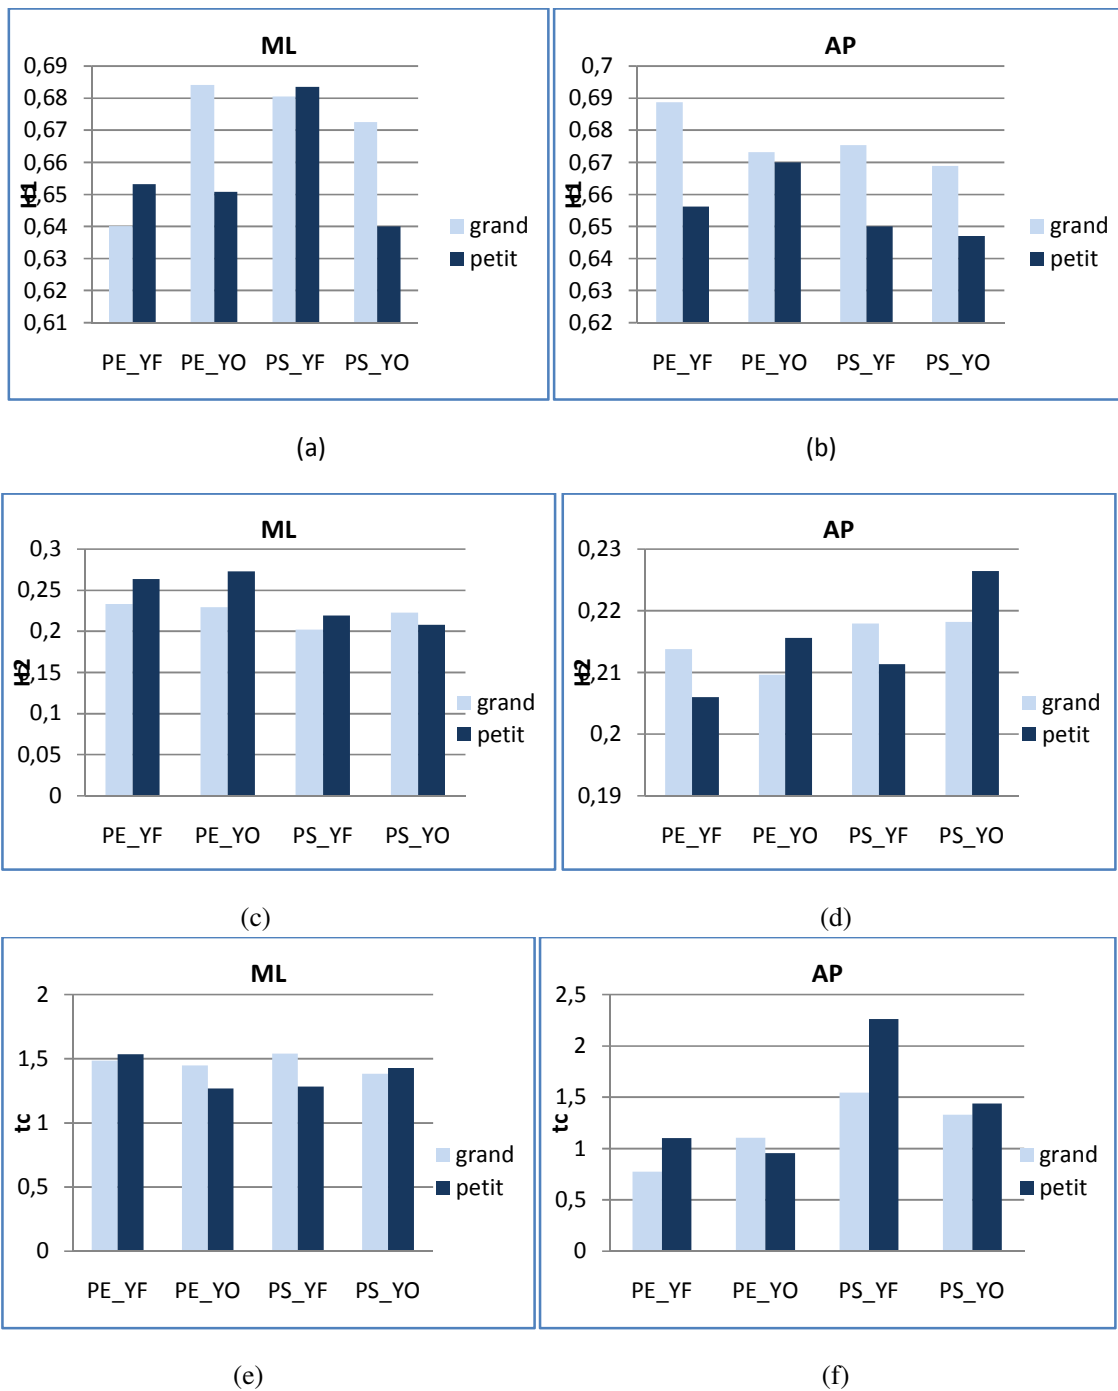 ML
0,69
0,68
0,67
0,66
0,65
0,64
0,63
0,62
0,61
grand
petit
PE_YF PE_YO PS_YF PS_YO
(a)
AP
0,7
0,69
0,68
0,67
0,66
0,65
0,64
0,63
0,62
grand
petit
PE_YF PE_YO PS_YF PS_YO
(b)
ML
0,3
0,25
0,2
0,15
0,1
0,05
0
grand
petit
PE_YF PE_YO PS_YF PS_YO
(c)
AP
0,23
0,22
0,21
0,2
0,19
grand
petit
PE_YF PE_YO PS_YF PS_YO
(d)
ML
2
1,5
1
0,5
0
tc
grand
petit
PE_YF PE_YO PS_YF PS_YO
(e)
AP
2,5
2
1,5
1
0,5
0
tc
grand
petit
PE_YF PE_YO PS_YF PS_YO
(f)